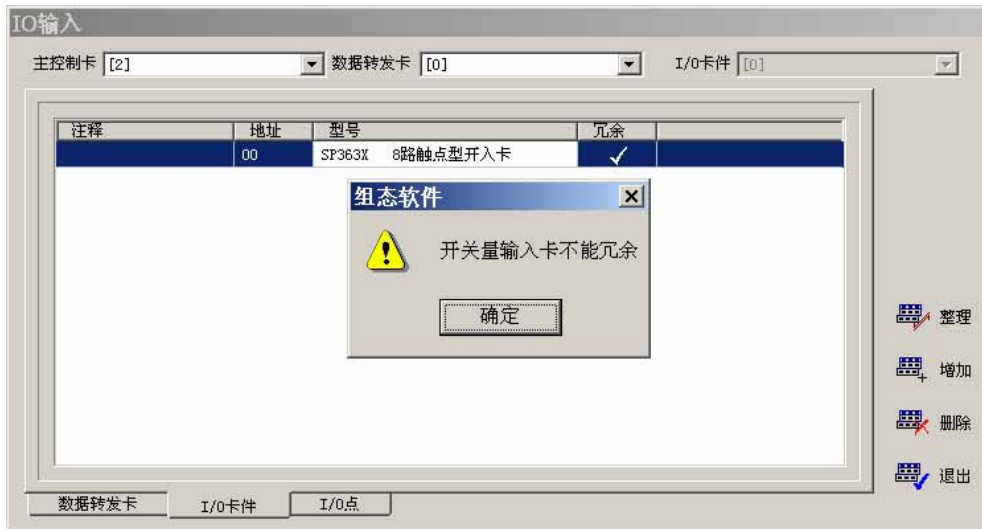 IO输入
主控制卡 [2] 数据转发卡 [0] I/O卡件 [0]
注释 地址 型号 冗余
00 SP363X 8路触点型开入卡 ✓
组态软件
开关量输入卡不能冗余
确定
整理
增加
删除
退出
数据转发卡 I/O卡件 I/O点